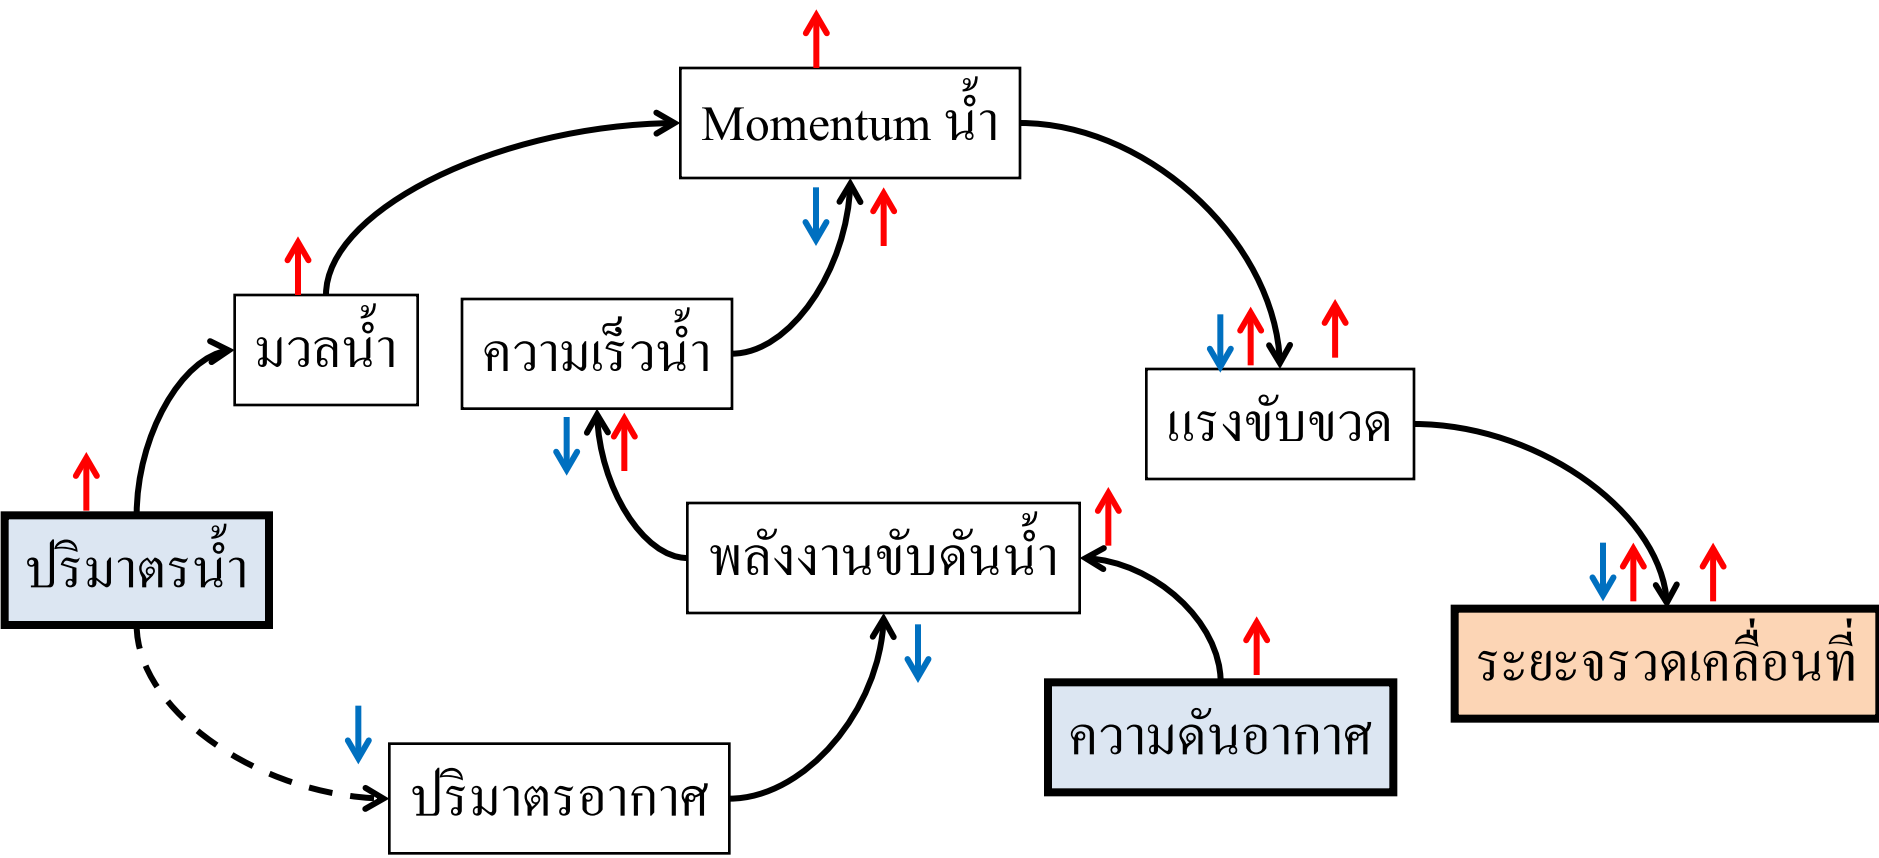 Momentum น้ำ
มวลน้ำ
ความเร็วน้ำ
แรงขับขวด
ปริมาตรน้ำ
พลังงานขับดันน้ำ
ระยะจรวดเคลื่อนที่
ความดันอากาศ
ปริมาตรอากาศ